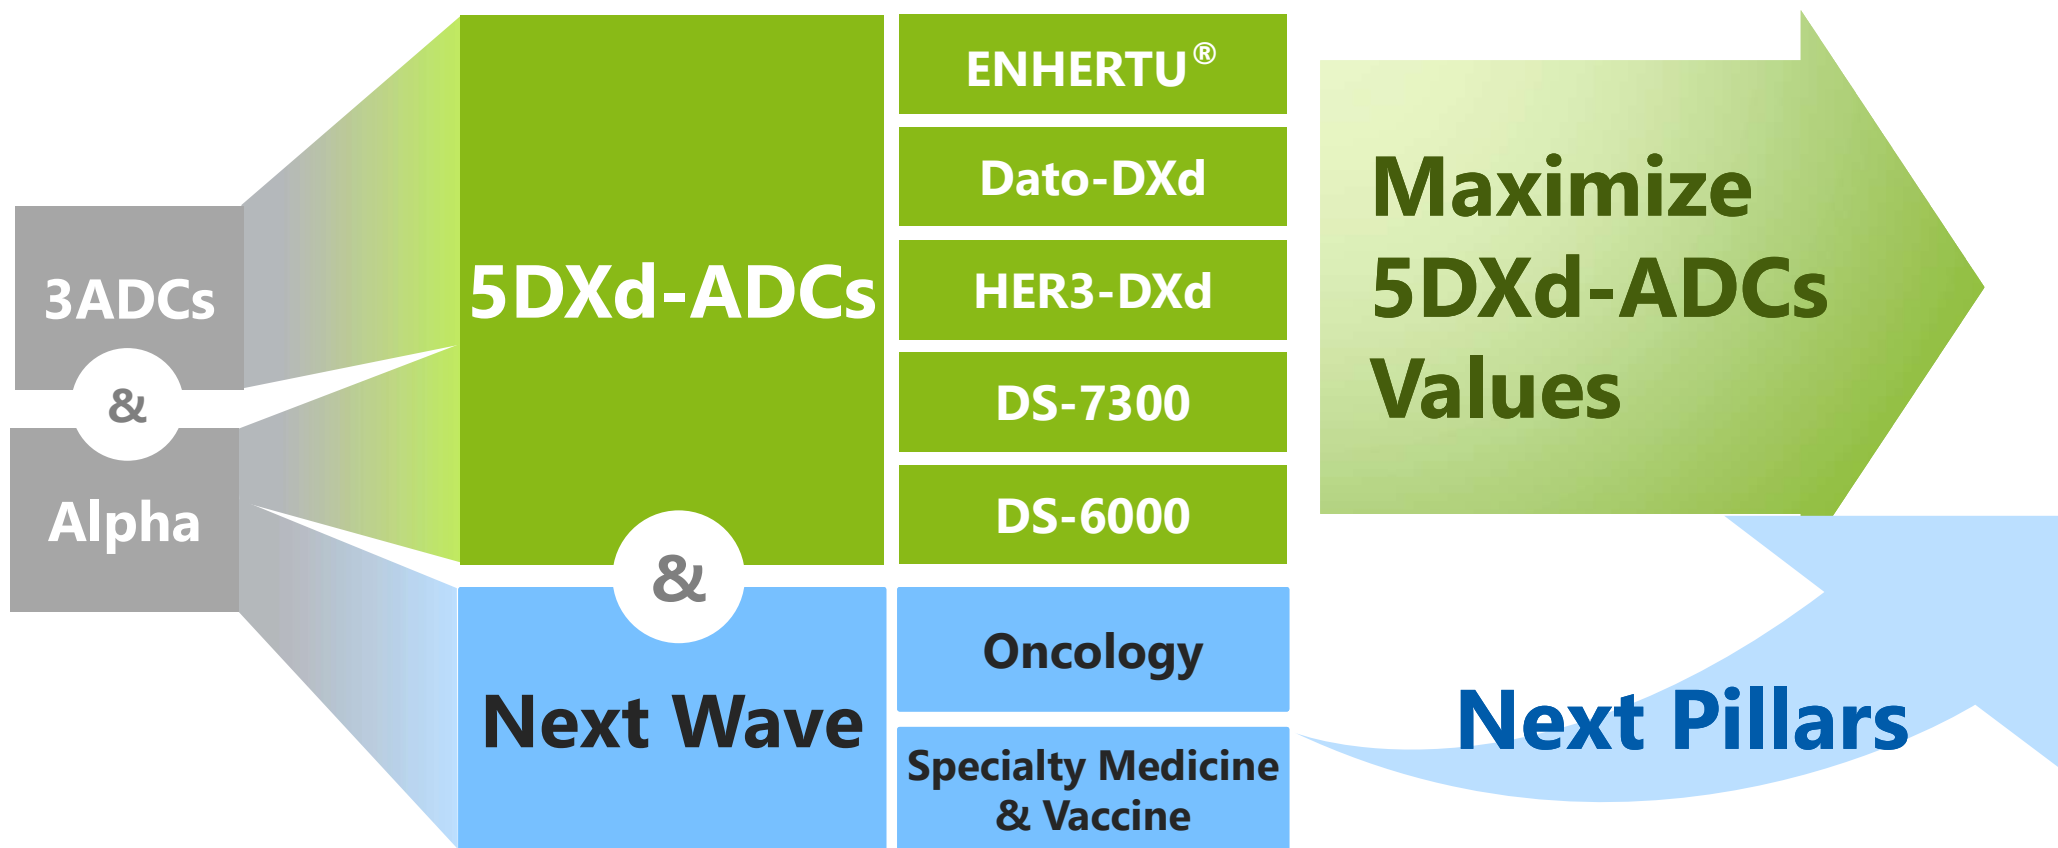 3ADCs
&
Alpha
5DXd-ADCs
&
Next Wave
ENHERTU®
Dato-DXd
HER3-DXd
DS-7300
DS-6000
Oncology
Specialty Medicine
& Vaccine
Maximize
5DXd-ADCs
Values
Next Pillars